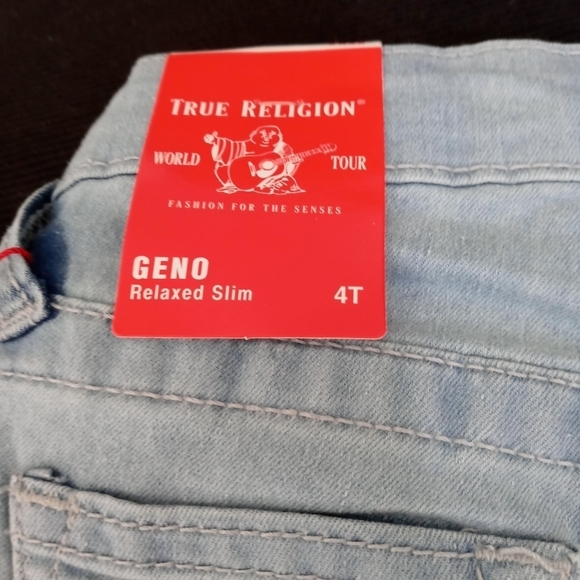 TRUE RELIGION®
WORLD TOUR
FASHION FOR THE SENSES
GENO
Relaxed Slim 4T